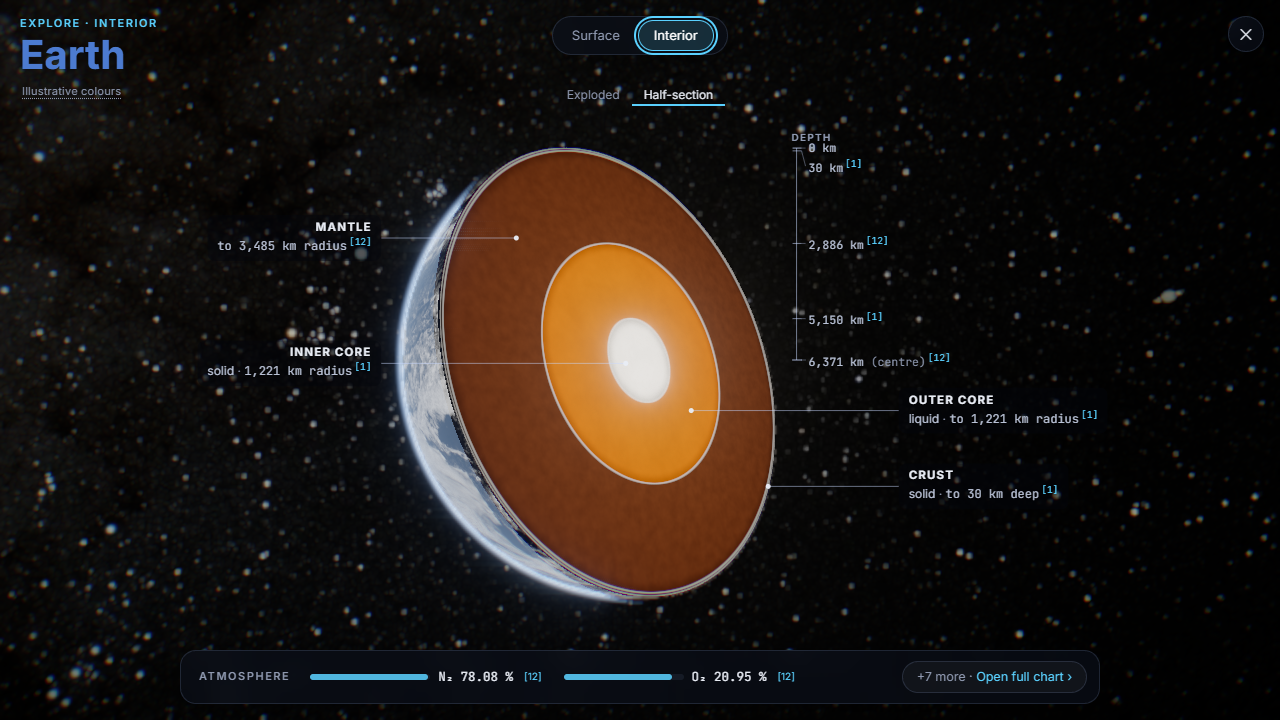 EXPLORE · INTERIOR
Earth
Illustrative colours
Surface
Interior
Exploded
Half-section
DEPTH
0 km
30 km [1]
2,886 km [12]
5,150 km [1]
6,371 km (centre) [12]
MANTLE
to 3,485 km radius [12]
INNER CORE
solid · 1,221 km radius [1]
OUTER CORE
liquid · to 1,221 km radius [1]
CRUST
solid · to 30 km deep [1]
ATMOSPHERE
N₂ 78.08 % [12]
O₂ 20.95 % [12]
+7 more · Open full chart ›